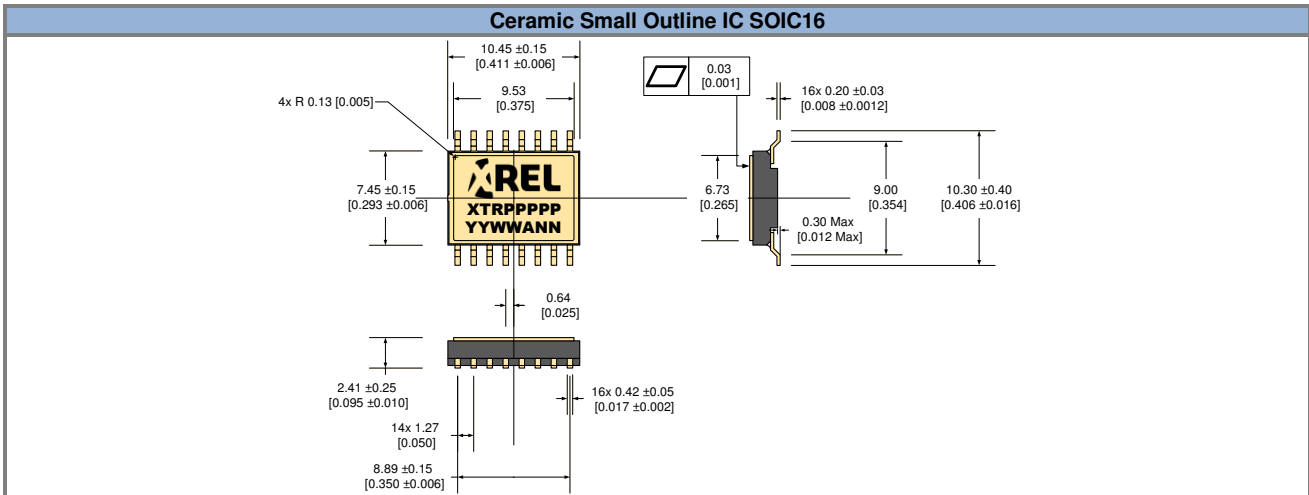 Ceramic Small Outline IC SOIC16
10.45 ±0.15
[0.411 ±0.006]
9.53
[0.375]
4x R 0.13 [0.005]
0.03
[0.001]
16x 0.20 ±0.03
[0.008 ±0.0012]
7.45 ±0.15
[0.293 ±0.006]
XREL
XTRPPPPP
YYWWANN
6.73
[0.265]
9.00
[0.354]
10.30 ±0.40
[0.406 ±0.016]
0.30 Max
[0.012 Max]
0.64
[0.025]
2.41 ±0.25
[0.095 ±0.010]
16x 0.42 ±0.05
[0.017 ±0.002]
14x 1.27
[0.050]
8.89 ±0.15
[0.350 ±0.006]